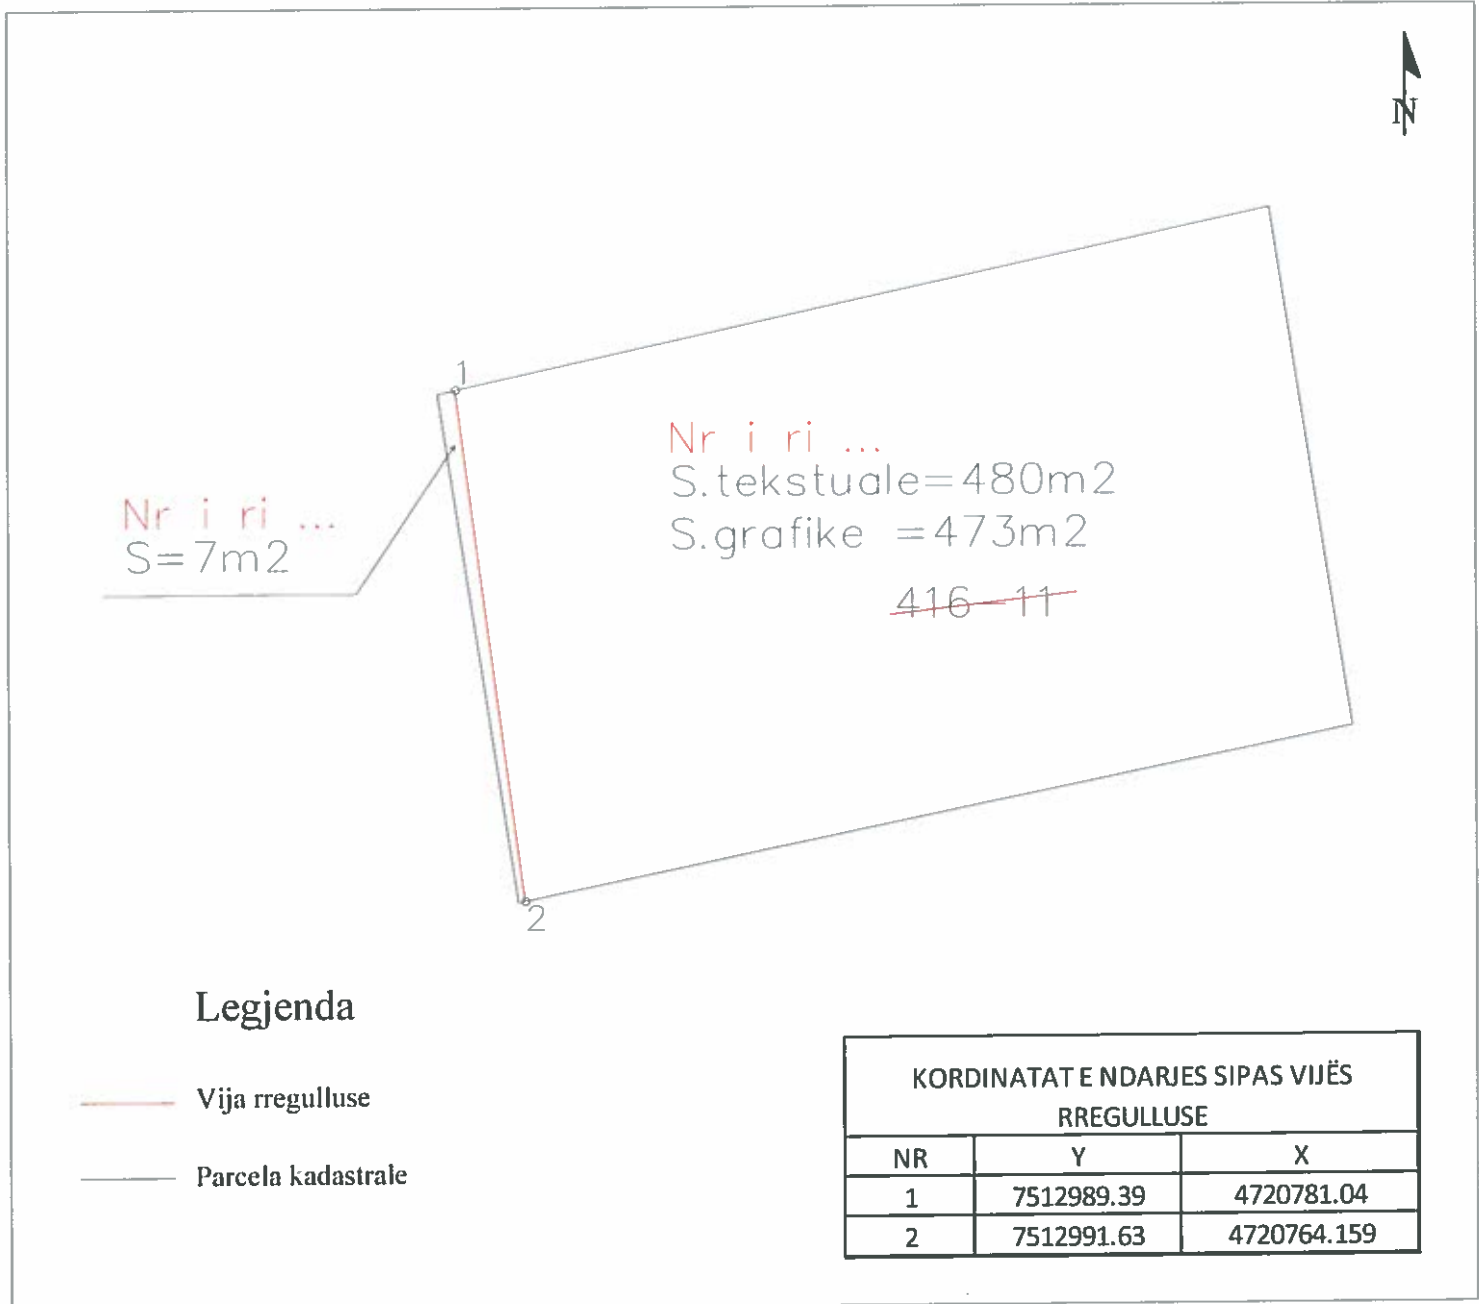 N
1
Nr i ri ...
S.tekstuale=480m2
S.grafike =473m2
416-11
Nr i ri ...
S=7m2
2
Legjenda
Vija rregulluse
Parcela kadastrale
KORDINATAT E NDARJES SIPAS VIJËS
RREGULLUSE
NR Y X
1 7512989.39 4720781.04
2 7512991.63 4720764.159